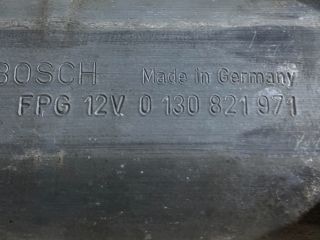 BOSCH Made in Germany
FPG 12V 0 130 821 971